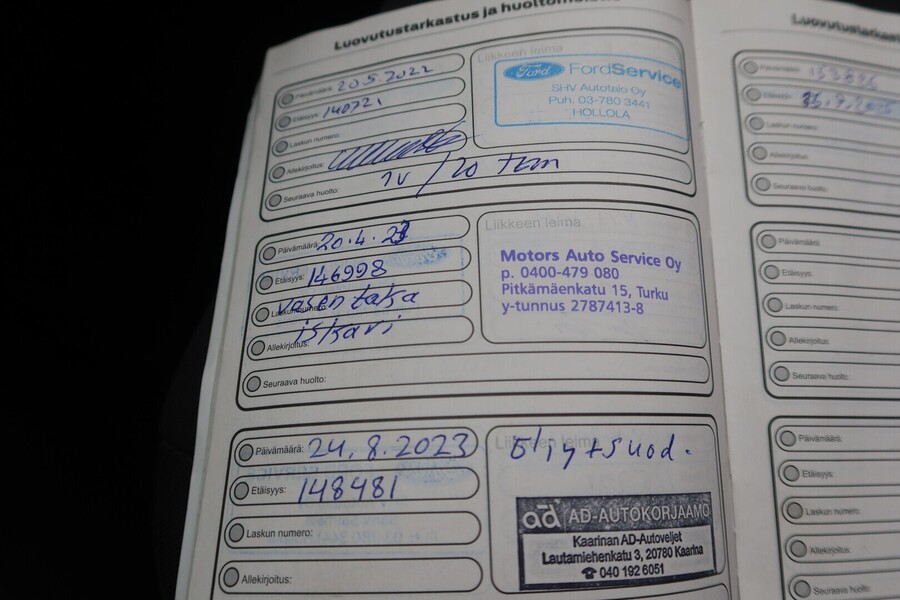 Luovutustarkastus ja
Päivämäärä: 20.5.2022
Etäisyys: 140721
Laskun numero:
Allekirjoitus:
Seuraava huolto: 1v / 20 tkm
Liikkeen leima
Ford FordService
SHV Autotalo Oy
Puh. 03-780 3441
HOLLOLA
Päivämäärä: 20.4.23
Etäisyys: 146998
vasen taka
iskari
Allekirjoitus:
Seuraava huolto:
Liikkeen leima
Motors Auto Service Oy
p. 0400-479 080
Pitkämäenkatu 15, Turku
y-tunnus 2787413-8
Päivämäärä: 24.8.2023
Etäisyys: 148481
Laskun numero:
Allekirjoitus:
Liikkeen leima
Öljy + suod.
ad AD-AUTOKORJAAMO
Kaarinan AD-Autoveljet
Lautamiehenkatu 3, 20780 Kaarina
☎ 040 192 6051
Luovutustarkastus
Päivämäärä:
Etäisyys:
Laskun numero:
Allekirjoitus:
Seuraava huolto:
Päivämäärä:
Etäisyys:
Laskun numero:
Allekirjoitus:
Seuraava huolto:
Päivämäärä:
Etäisyys:
Laskun numero:
Allekirjoitus:
Seuraava huolto: